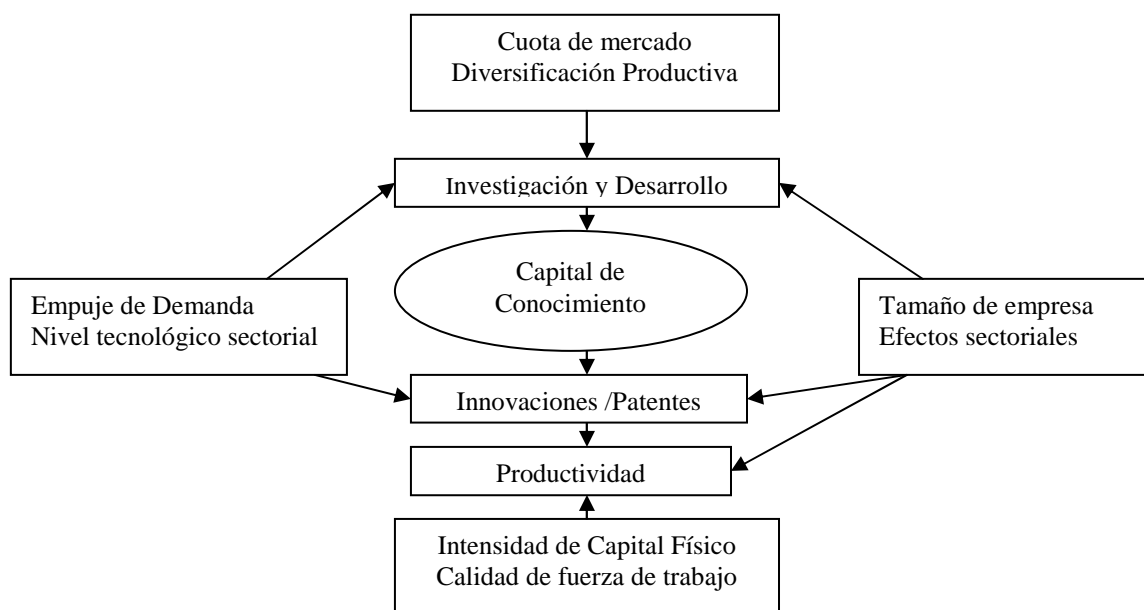 Cuota de mercado
Diversificación Productiva
Investigación y Desarrollo
Capital de
Conocimiento
Empuje de Demanda
Nivel tecnológico sectorial
Tamaño de empresa
Efectos sectoriales
Innovaciones /Patentes
Productividad
Intensidad de Capital Físico
Calidad de fuerza de trabajo